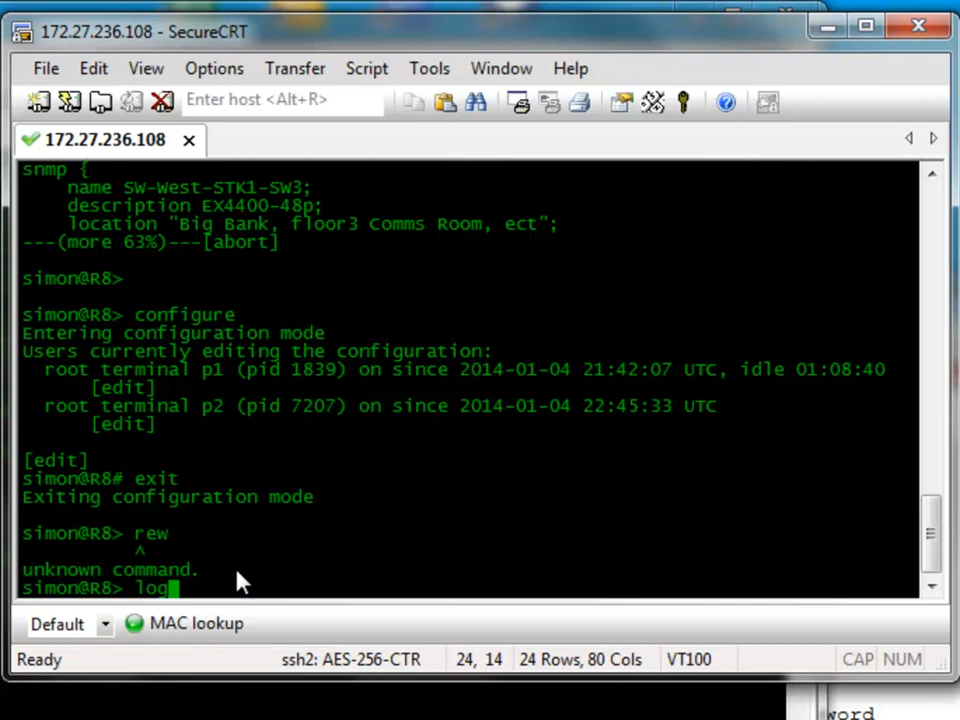 172.27.236.108 - SecureCRT
File Edit View Options Transfer Script Tools Window Help
Enter host <Alt+R>
172.27.236.108
snmp {
    name SW-West-STK1-SW3;
    description EX4400-48p;
    location "Big Bank, floor3 Comms Room, ect";
---(more 63%)---[abort]
simon@R8>
simon@R8> configure
Entering configuration mode
Users currently editing the configuration:
  root terminal p1 (pid 1839) on since 2014-01-04 21:42:07 UTC, idle 01:08:40
      [edit]
  root terminal p2 (pid 7207) on since 2014-01-04 22:45:33 UTC
      [edit]
[edit]
simon@R8# exit
Exiting configuration mode
simon@R8> rew
          ^
unknown command.
simon@R8> log
Default MAC lookup
Ready ssh2: AES-256-CTR 24, 14 24 Rows, 80 Cols VT100 CAP NUM
word